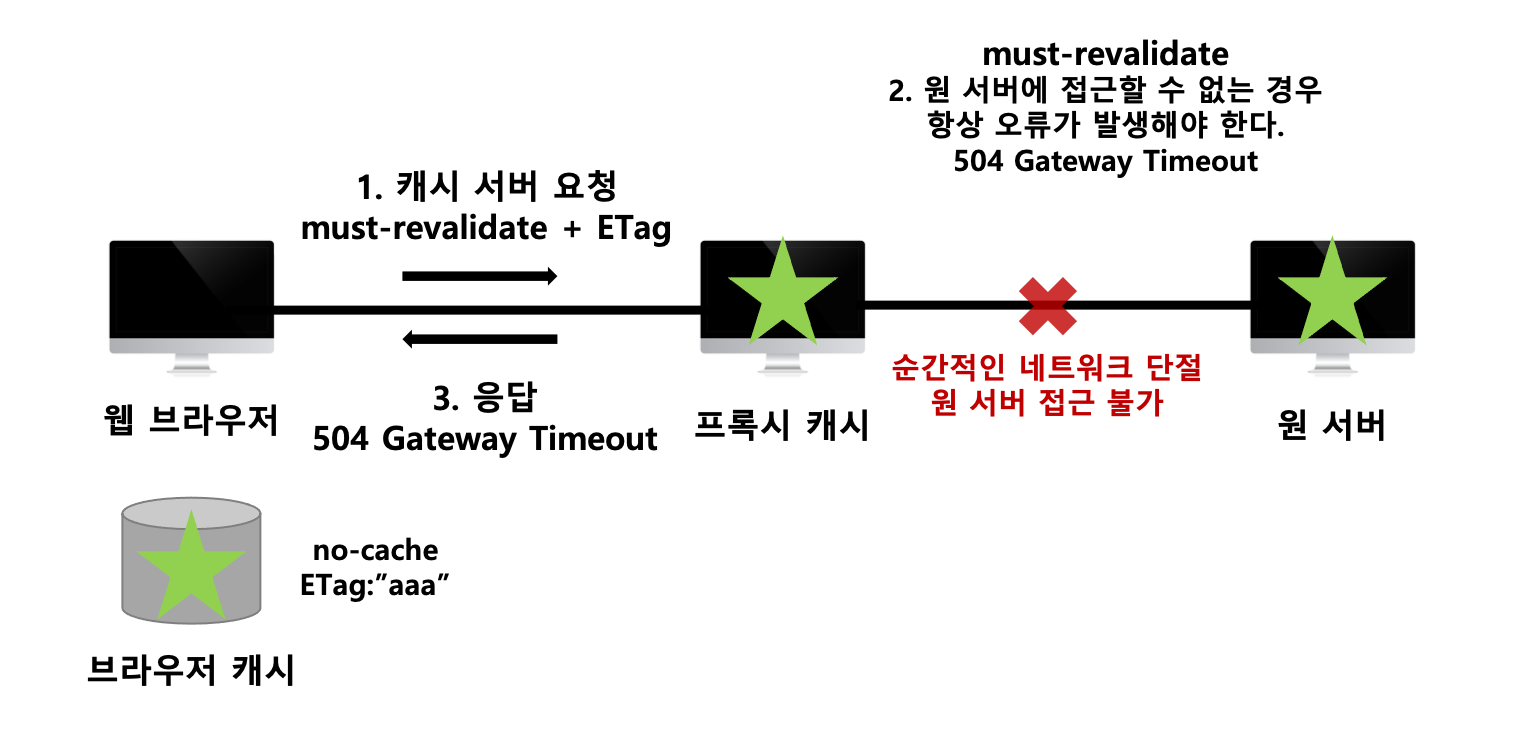 must-revalidate
2. 원 서버에 접근할 수 없는 경우
항상 오류가 발생해야 한다.
504 Gateway Timeout
1. 캐시 서버 요청
must-revalidate + ETag
3. 응답
504 Gateway Timeout
순간적인 네트워크 단절
원 서버 접근 불가
웹 브라우저
프록시 캐시
원 서버
no-cache
ETag:”aaa”
브라우저 캐시